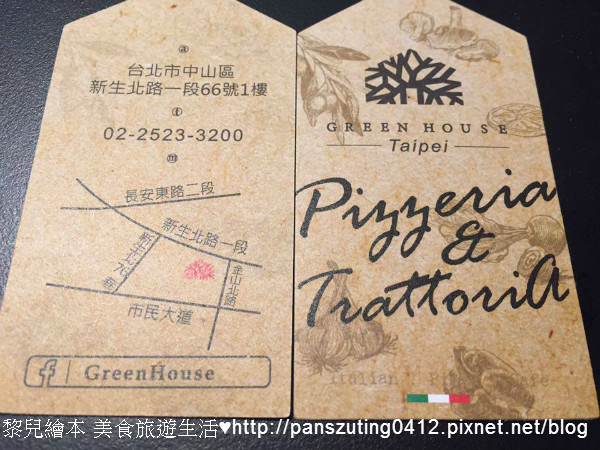 ⓐ
台北市中山區
新生北路一段66號1樓
ⓣ
02-2523-3200
ⓜ
長安東路二段
新生北路一段
金山北路
市民大道
f | GreenHouse
GREEN HOUSE
Taipei
Pizzeria
&
TrattoriA
黎兒繪本 美食旅遊生活♥http://panszuting0412.pixnet.net/blog